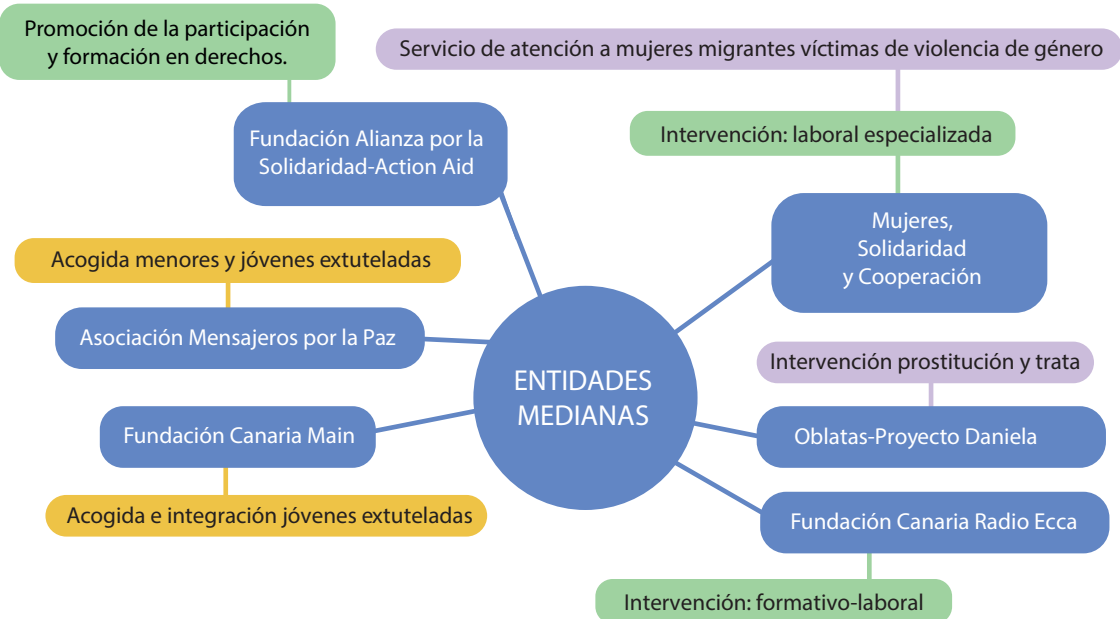 Promoción de la participación
y formación en derechos.
Servicio de atención a mujeres migrantes víctimas de violencia de género
Fundación Alianza por la
Solidaridad-Action Aid
Intervención: laboral especializada
Mujeres,
Solidaridad
y Cooperación
Acogida menores y jóvenes extuteladas
Asociación Mensajeros por la Paz
ENTIDADES
MEDIANAS
Intervención prostitución y trata
Oblatas-Proyecto Daniela
Fundación Canaria Main
Acogida e integración jóvenes extuteladas
Fundación Canaria Radio Ecca
Intervención: formativo-laboral